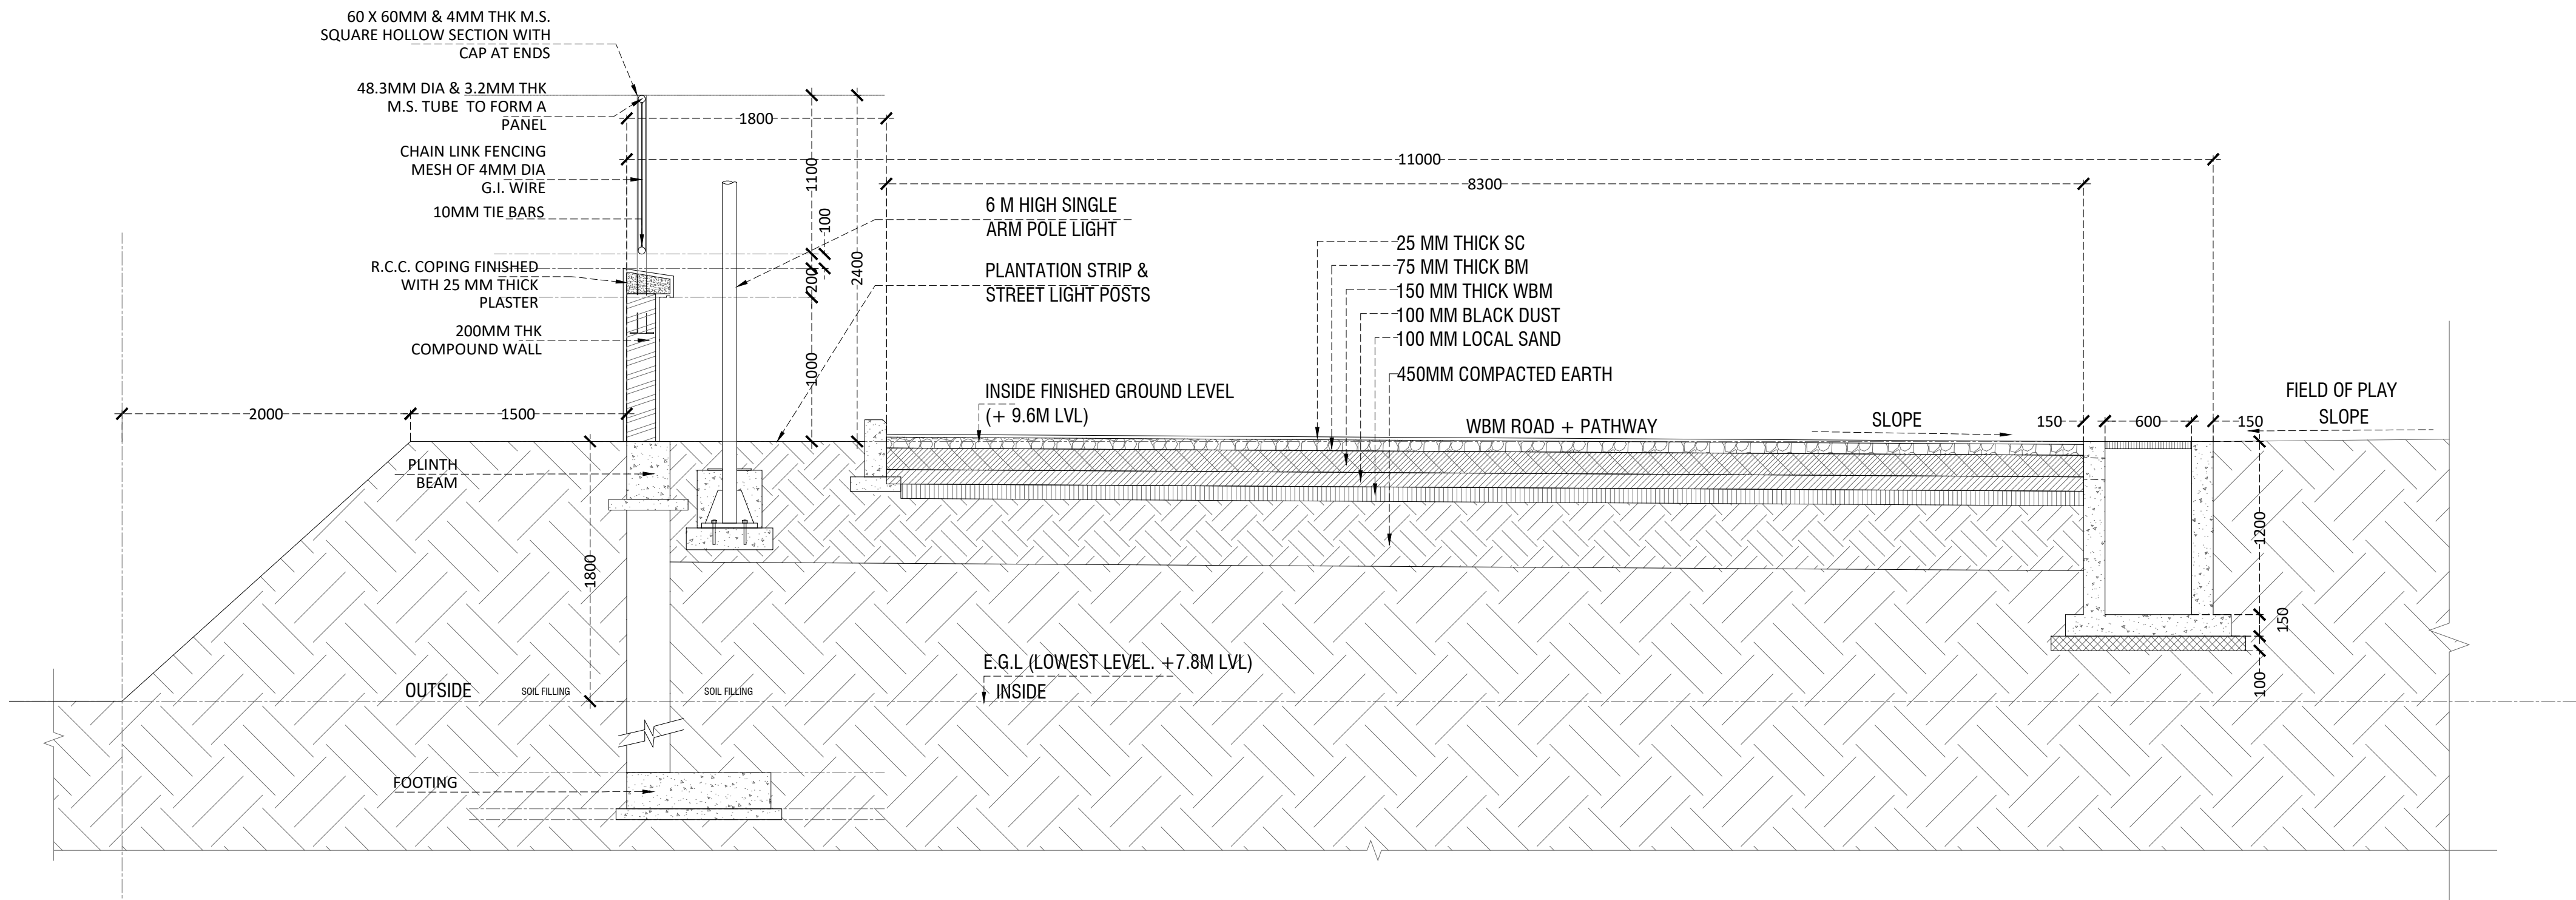 60 X 60MM & 4MM THK M.S.
SQUARE HOLLOW SECTION WITH
CAP AT ENDS
48.3MM DIA & 3.2MM THK
M.S. TUBE TO FORM A
PANEL
CHAIN LINK FENCING
MESH OF 4MM DIA
G.I. WIRE
10MM TIE BARS
R.C.C. COPING FINISHED
WITH 25 MM THICK
PLASTER
200MM THK
COMPOUND WALL
2000
1500
PLINTH
BEAM
1800
OUTSIDE
SOIL FILLING
SOIL FILLING
FOOTING
1800
11000
8300
1100
100
200
2400
1000
6 M HIGH SINGLE
ARM POLE LIGHT
PLANTATION STRIP &
STREET LIGHT POSTS
INSIDE FINISHED GROUND LEVEL
(+ 9.6M LVL)
25 MM THICK SC
75 MM THICK BM
150 MM THICK WBM
100 MM BLACK DUST
100 MM LOCAL SAND
450MM COMPACTED EARTH
WBM ROAD + PATHWAY
SLOPE
150
600
150
FIELD OF PLAY
SLOPE
1200
150
100
E.G.L (LOWEST LEVEL. +7.8M LVL)
INSIDE